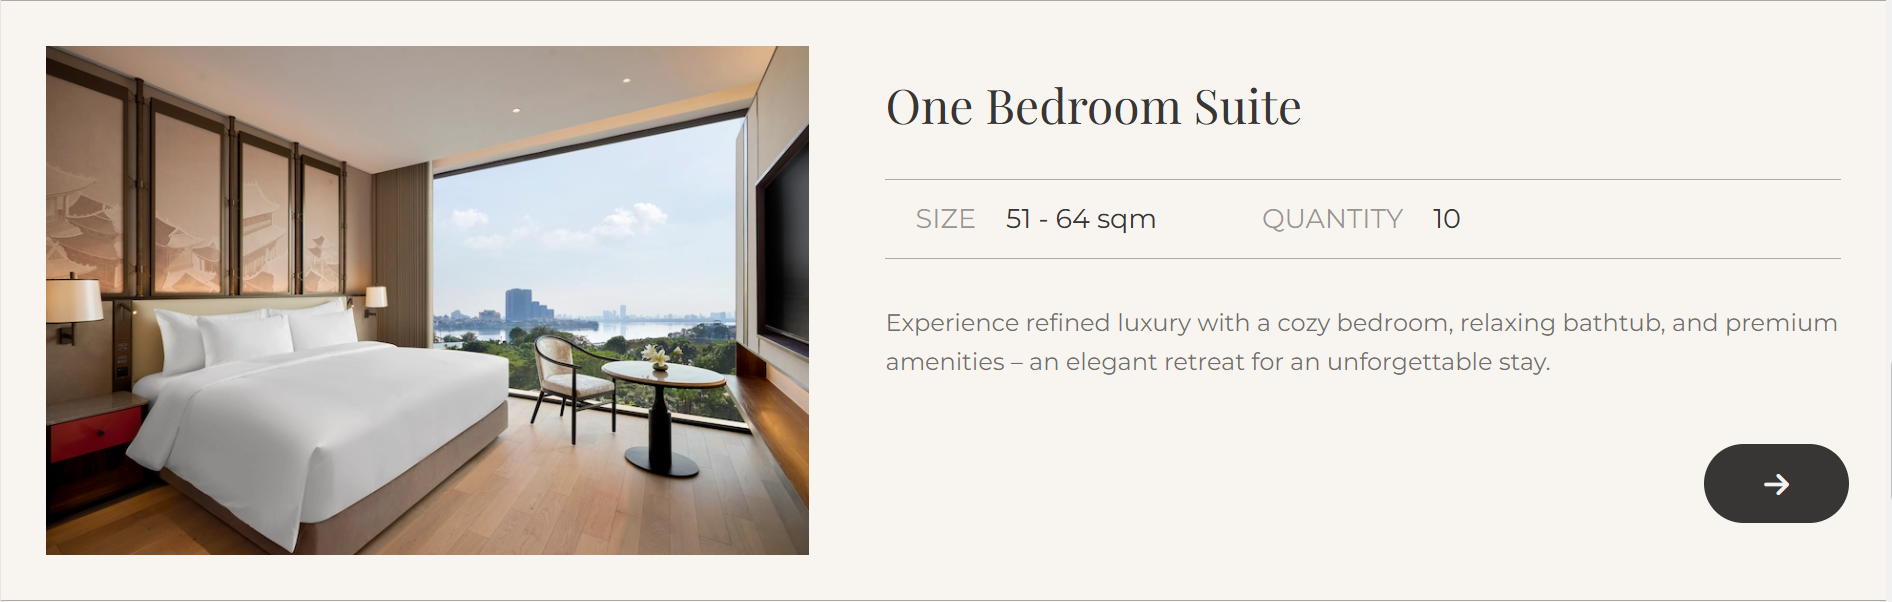 One Bedroom Suite
SIZE 51 - 64 sqm QUANTITY 10
Experience refined luxury with a cozy bedroom, relaxing bathtub, and premium
amenities – an elegant retreat for an unforgettable stay.